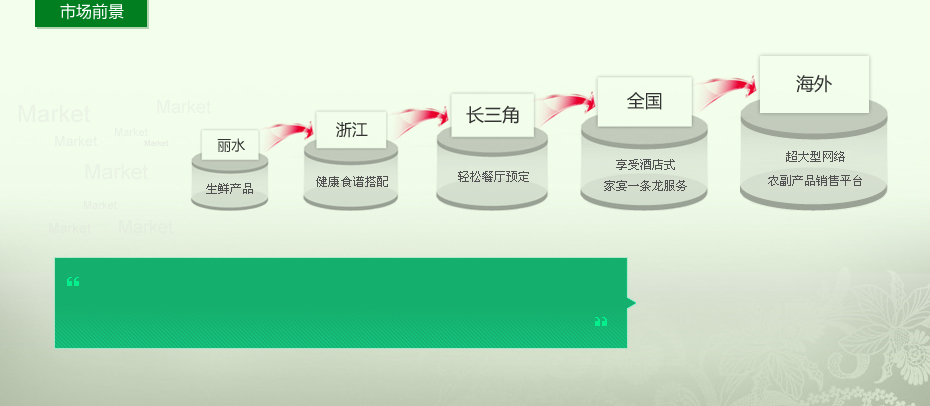 市场前景
Market
Market
Market
Market
Market
Market
Market
Market
Market
丽水
生鲜产品
浙江
健康食谱搭配
长三角
轻松餐厅预定
全国
享受酒店式
家宴一条龙服务
海外
超大型网络
农副产品销售平台
“
”